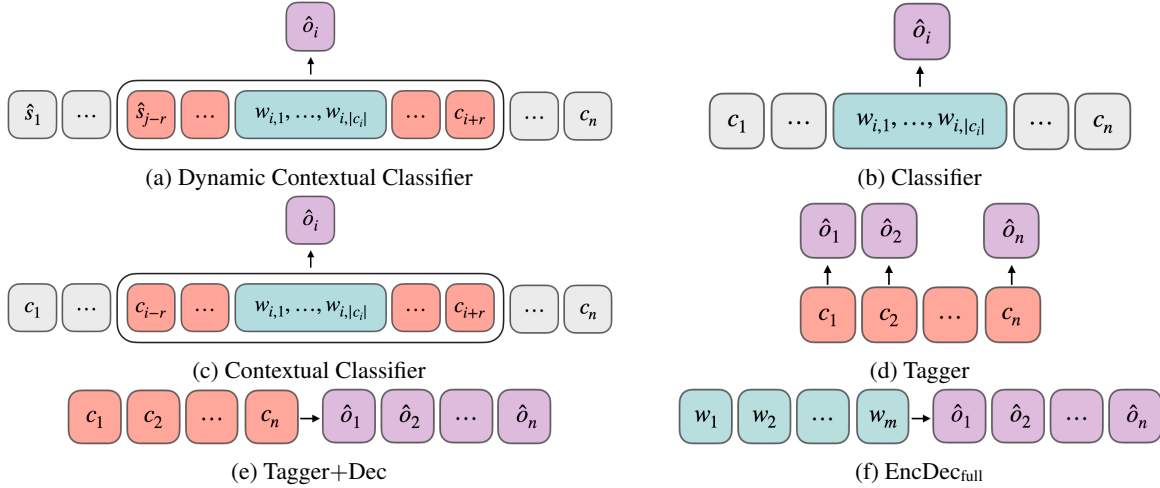 ô_i
ŝ_1 … ŝ_{j−r} … w_{i,1}, …, w_{i,|c_i|} … c_{i+r} … c_n
(a) Dynamic Contextual Classifier
ô_i
c_1 … w_{i,1}, …, w_{i,|c_i|} … c_n
(b) Classifier
ô_i
c_1 … c_{i−r} … w_{i,1}, …, w_{i,|c_i|} … c_{i+r} … c_n
(c) Contextual Classifier
ô_1 ô_2 ô_n
c_1 c_2 … c_n
(d) Tagger
c_1 c_2 … c_n → ô_1 ô_2 … ô_n
(e) Tagger+Dec
w_1 w_2 … w_m → ô_1 ô_2 … ô_n
(f) EncDec_full